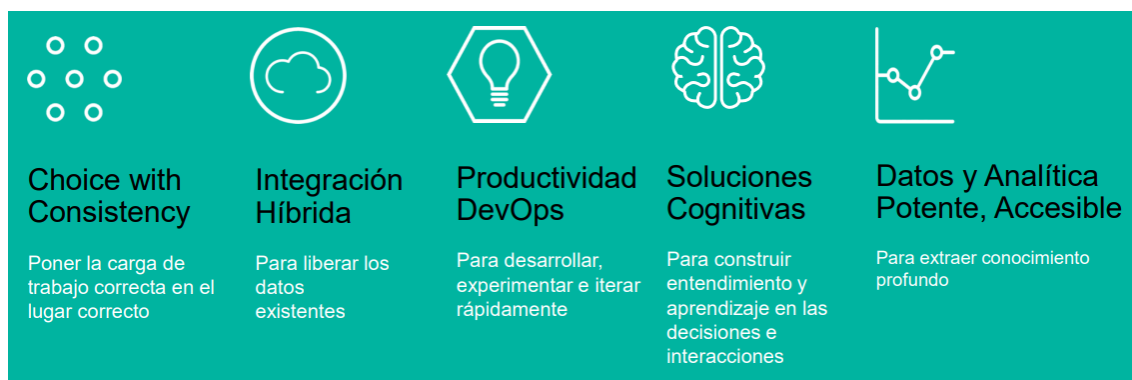 Choice with
Consistency
Poner la carga de
trabajo correcta en el
lugar correcto
Integración
Híbrida
Para liberar los
datos
existentes
Productividad
DevOps
Para desarrollar,
experimentar e iterar
rápidamente
Soluciones
Cognitivas
Para construir
entendimiento y
aprendizaje en las
decisiones e
interacciones
Datos y Analítica
Potente, Accesible
Para extraer conocimiento
profundo